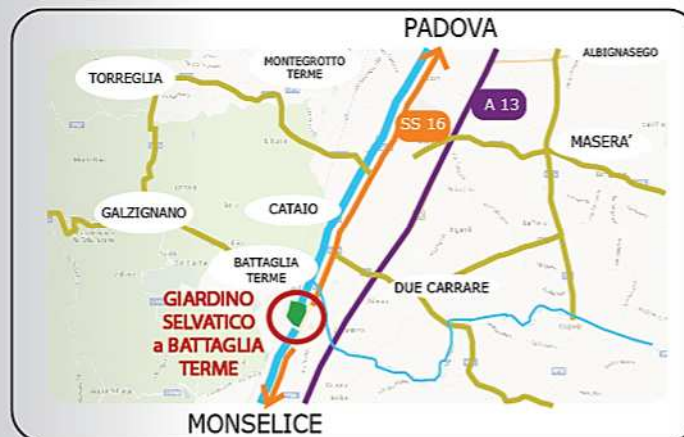 PADOVA
MONTEGROTTO
TERME
ALBIGNASEGO
TORREGLIA
A 13
SS 16
MASERA'
GALZIGNANO
CATAIO
BATTAGLIA
TERME
DUE CARRARE
GIARDINO
SELVATICO
a BATTAGLIA
TERME
MONSELICE